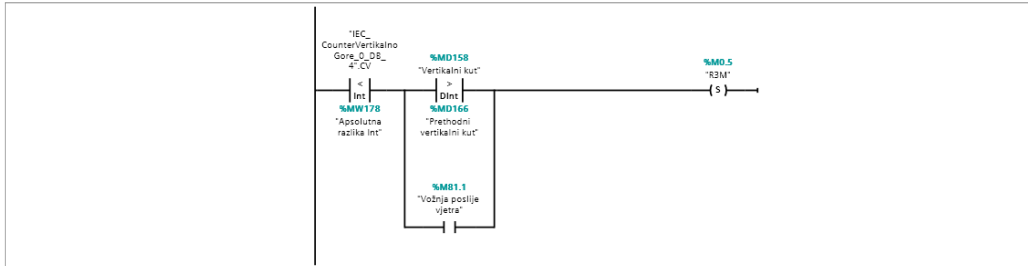 "IEC_
CounterVertikalno
Gore_0_DB_
4".CV
<
Int
%MW178
"Apsolutna
razlika Int"
%MD158
"Vertikalni kut"
>
DInt
%MD166
"Prethodni
vertikalni kut"
%M81.1
"Vožnja poslije
vjetra"
%M0.5
"R3M"
S